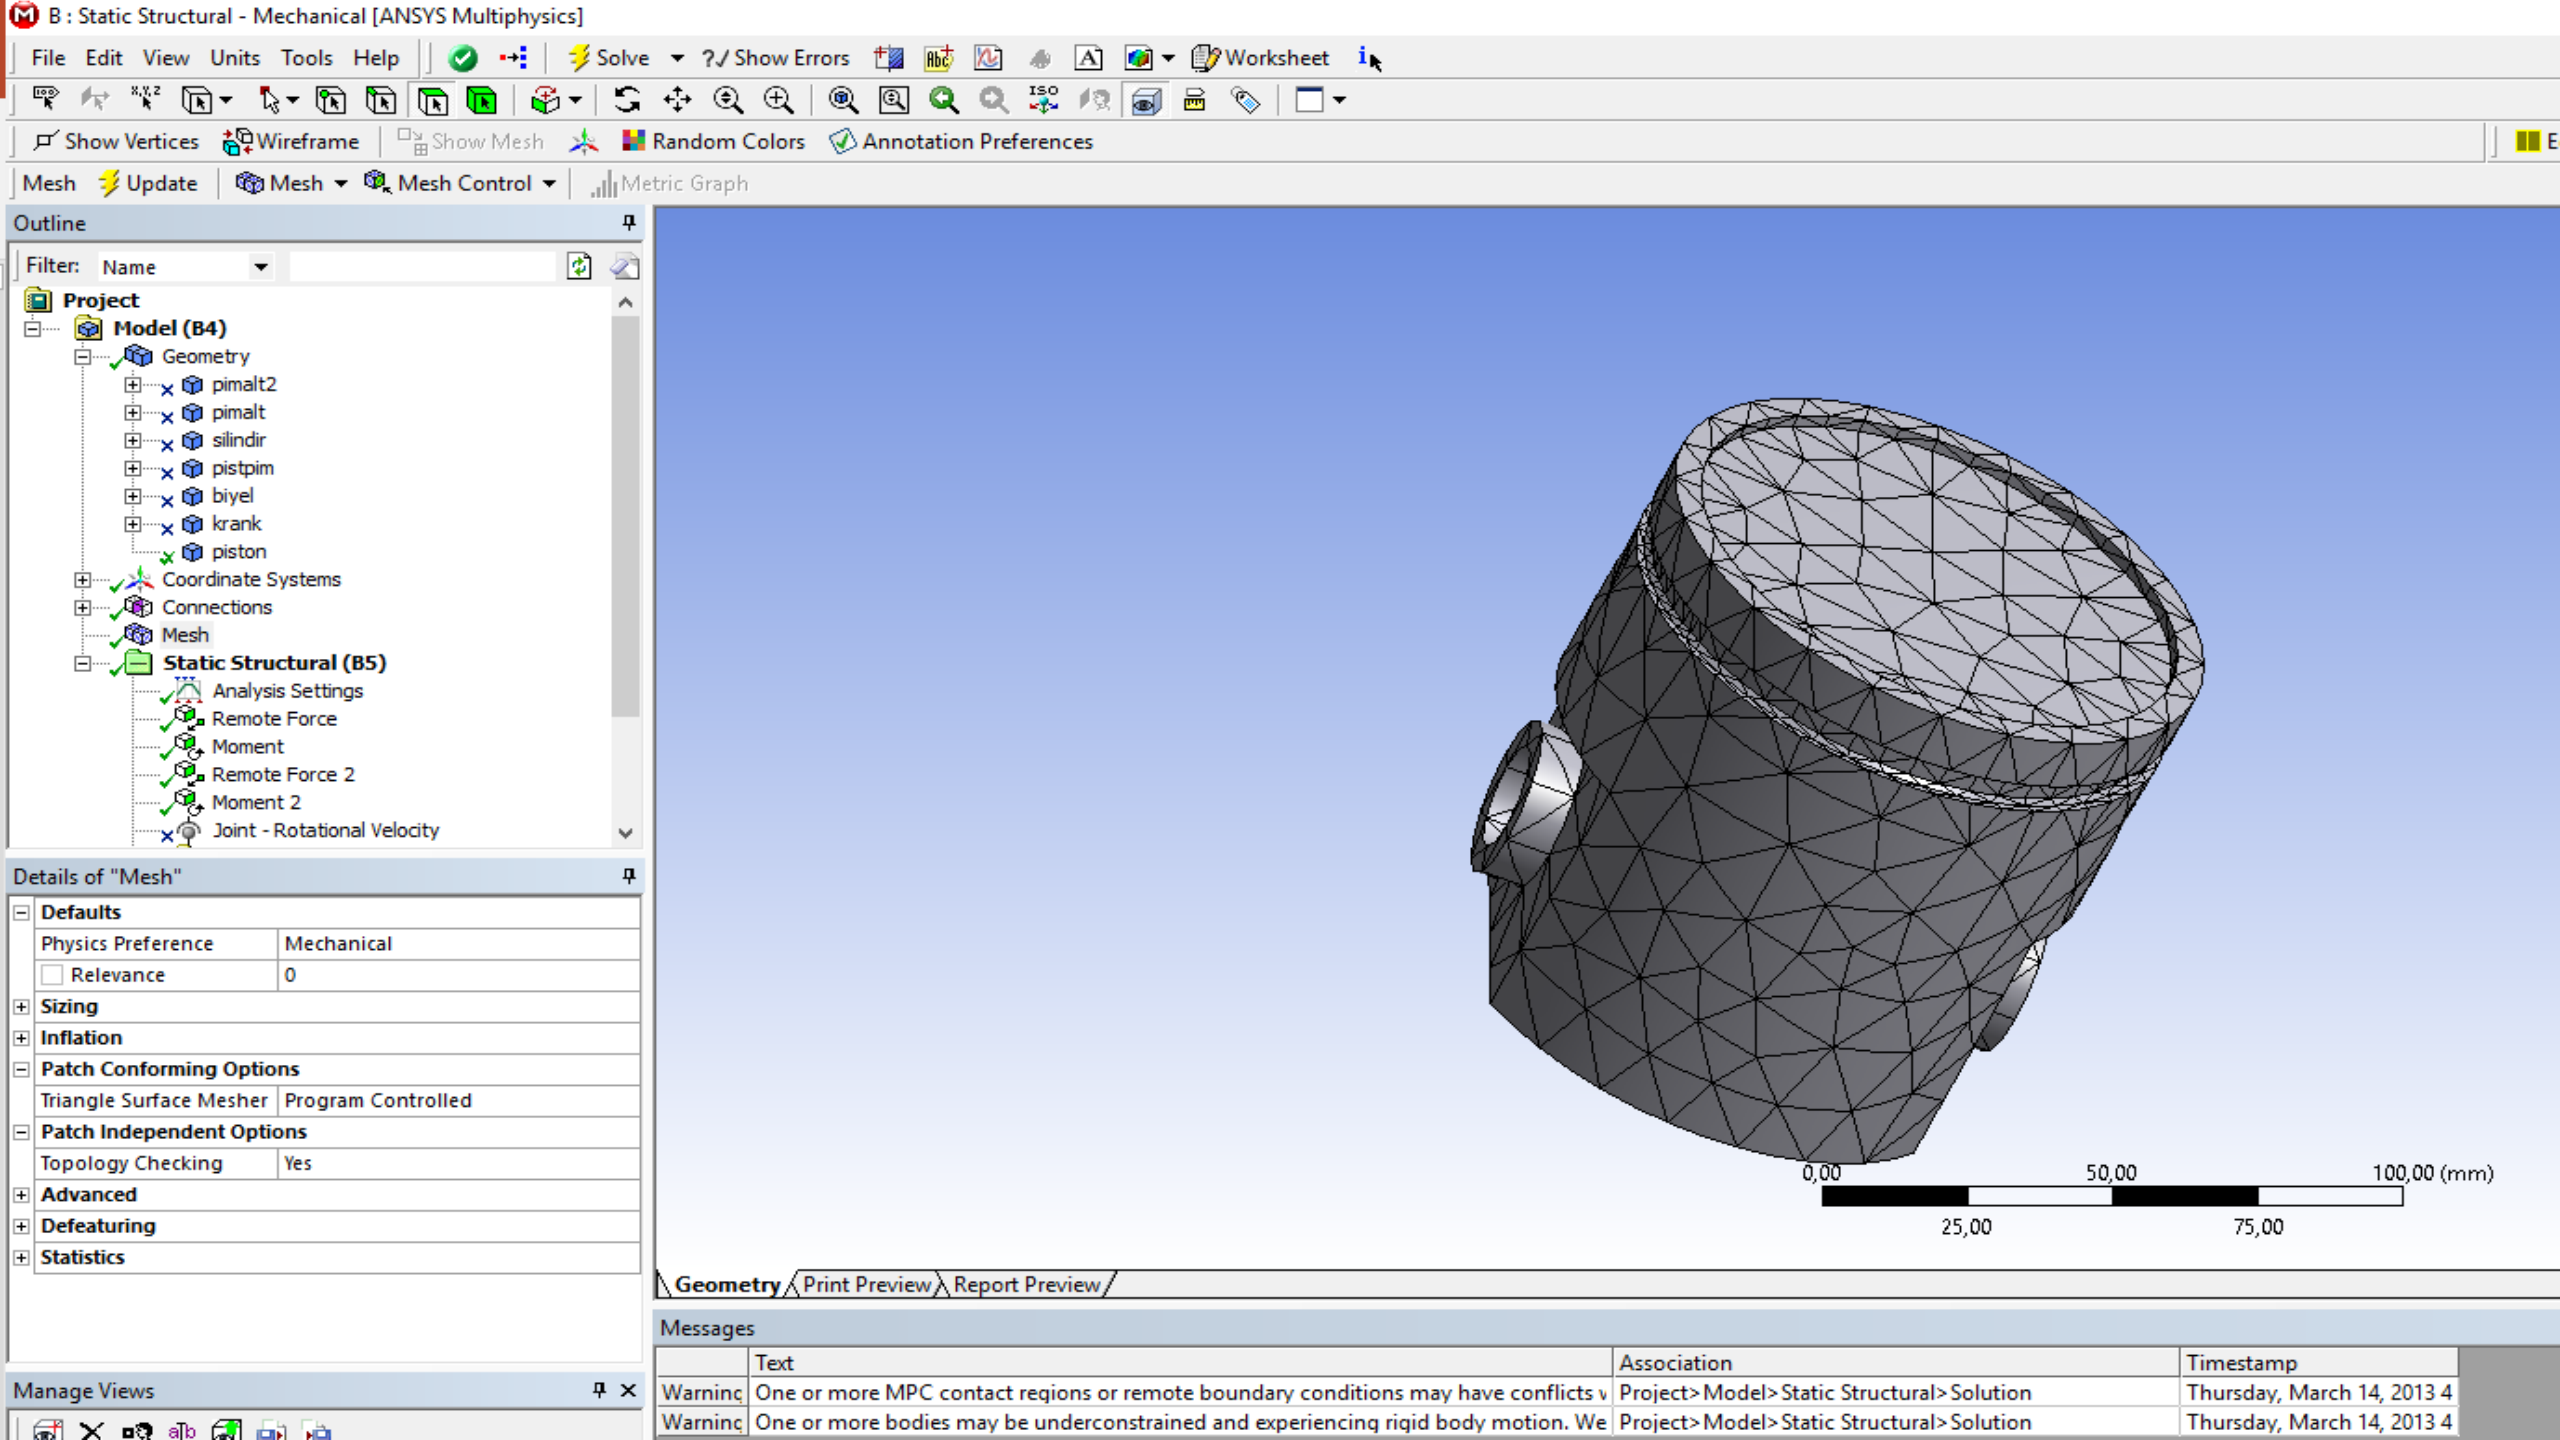 B : Static Structural - Mechanical [ANSYS Multiphysics]
File Edit View Units Tools Help Solve ?/ Show Errors Worksheet
Show Vertices Wireframe Show Mesh Random Colors Annotation Preferences E
Mesh Update Mesh Mesh Control Metric Graph
Outline
Filter: Name
Project
Model (B4)
Geometry
pimalt2
pimalt
silindir
pistpim
biyel
krank
piston
Coordinate Systems
Connections
Mesh
Static Structural (B5)
Analysis Settings
Remote Force
Moment
Remote Force 2
Moment 2
Joint - Rotational Velocity
Details of "Mesh"
Defaults
Physics Preference Mechanical
Relevance 0
Sizing
Inflation
Patch Conforming Options
Triangle Surface Mesher Program Controlled
Patch Independent Options
Topology Checking Yes
Advanced
Defeaturing
Statistics
Manage Views
0,00 50,00 100,00 (mm)
25,00 75,00
Geometry Print Preview Report Preview
Messages
Text Association Timestamp
Warning One or more MPC contact regions or remote boundary conditions may have conflicts Project>Model>Static Structural>Solution Thursday, March 14, 2013 4
Warning One or more bodies may be underconstrained and experiencing rigid body motion. We Project>Model>Static Structural>Solution Thursday, March 14, 2013 4